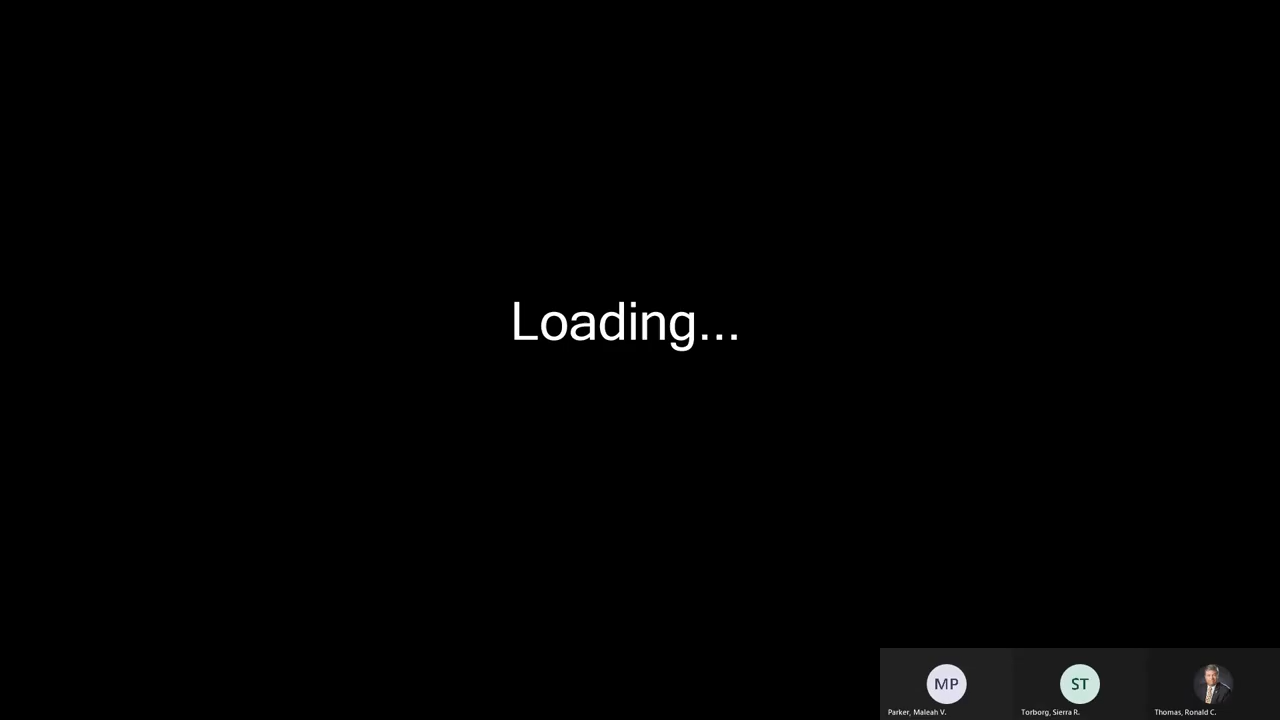 Loading...
MP
ST
Parker, Maleah V.
Torborg, Sierra R.
Thomas, Ronald C.